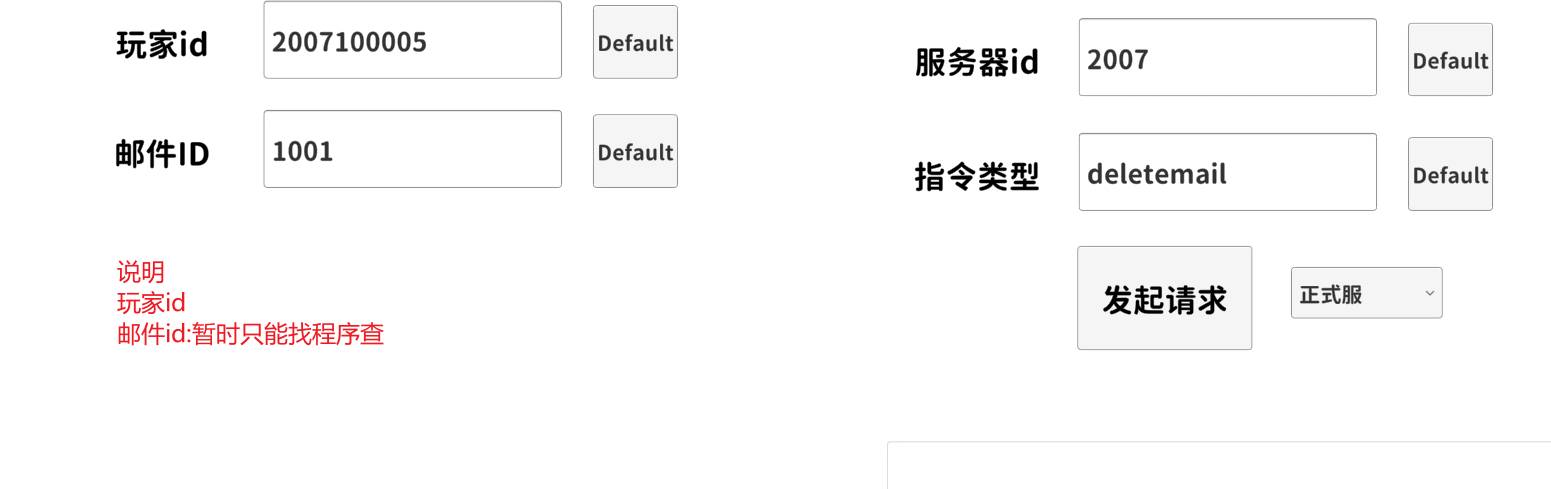 玩家id 2007100005 Default
邮件ID 1001 Default
说明
玩家id
邮件id:暂时只能找程序查
服务器id 2007 Default
指令类型 deletemail Default
发起请求 正式服